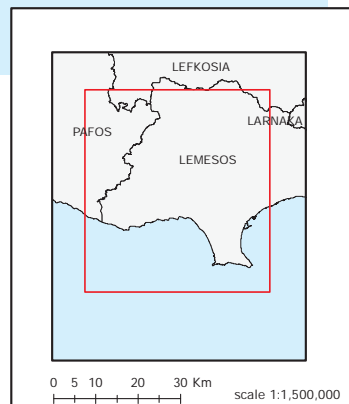 LEFKOSIA
LARNAKA
PAFOS
LEMESOS
0 5 10 20 30 Km
scale 1:1,500,000